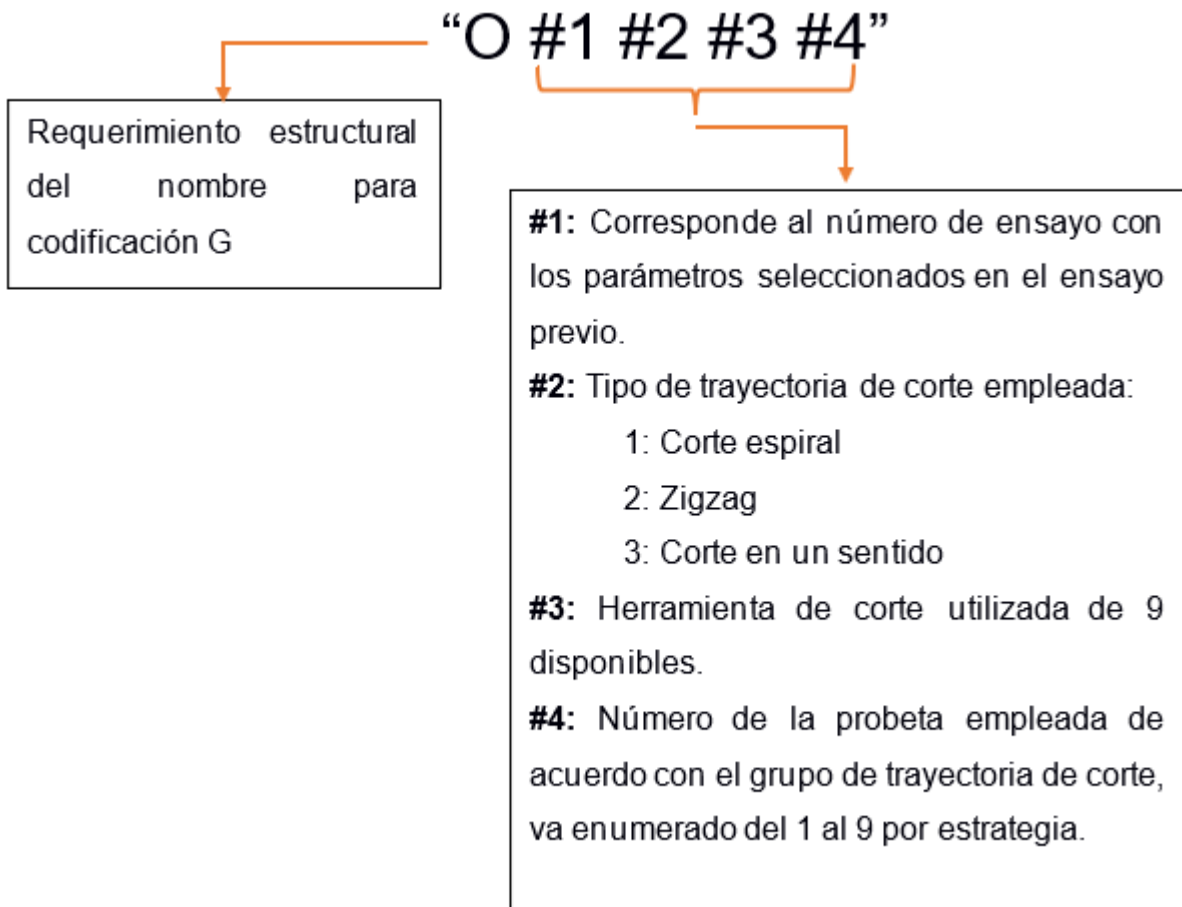 “O #1 #2 #3 #4”
Requerimiento estructural
del nombre para
codificación G
#1: Corresponde al número de ensayo con
los parámetros seleccionados en el ensayo
previo.
#2: Tipo de trayectoria de corte empleada:
1: Corte espiral
2: Zigzag
3: Corte en un sentido
#3: Herramienta de corte utilizada de 9
disponibles.
#4: Número de la probeta empleada de
acuerdo con el grupo de trayectoria de corte,
va enumerado del 1 al 9 por estrategia.